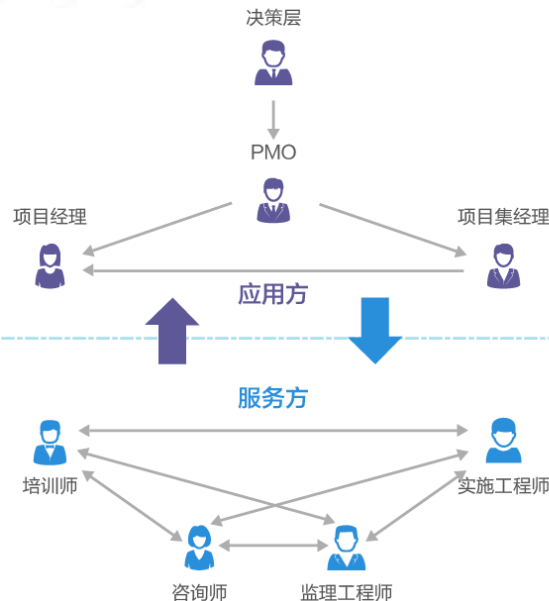 决策层
PMO
项目经理
项目集经理
应用方
服务方
培训师
实施工程师
咨询师
监理工程师